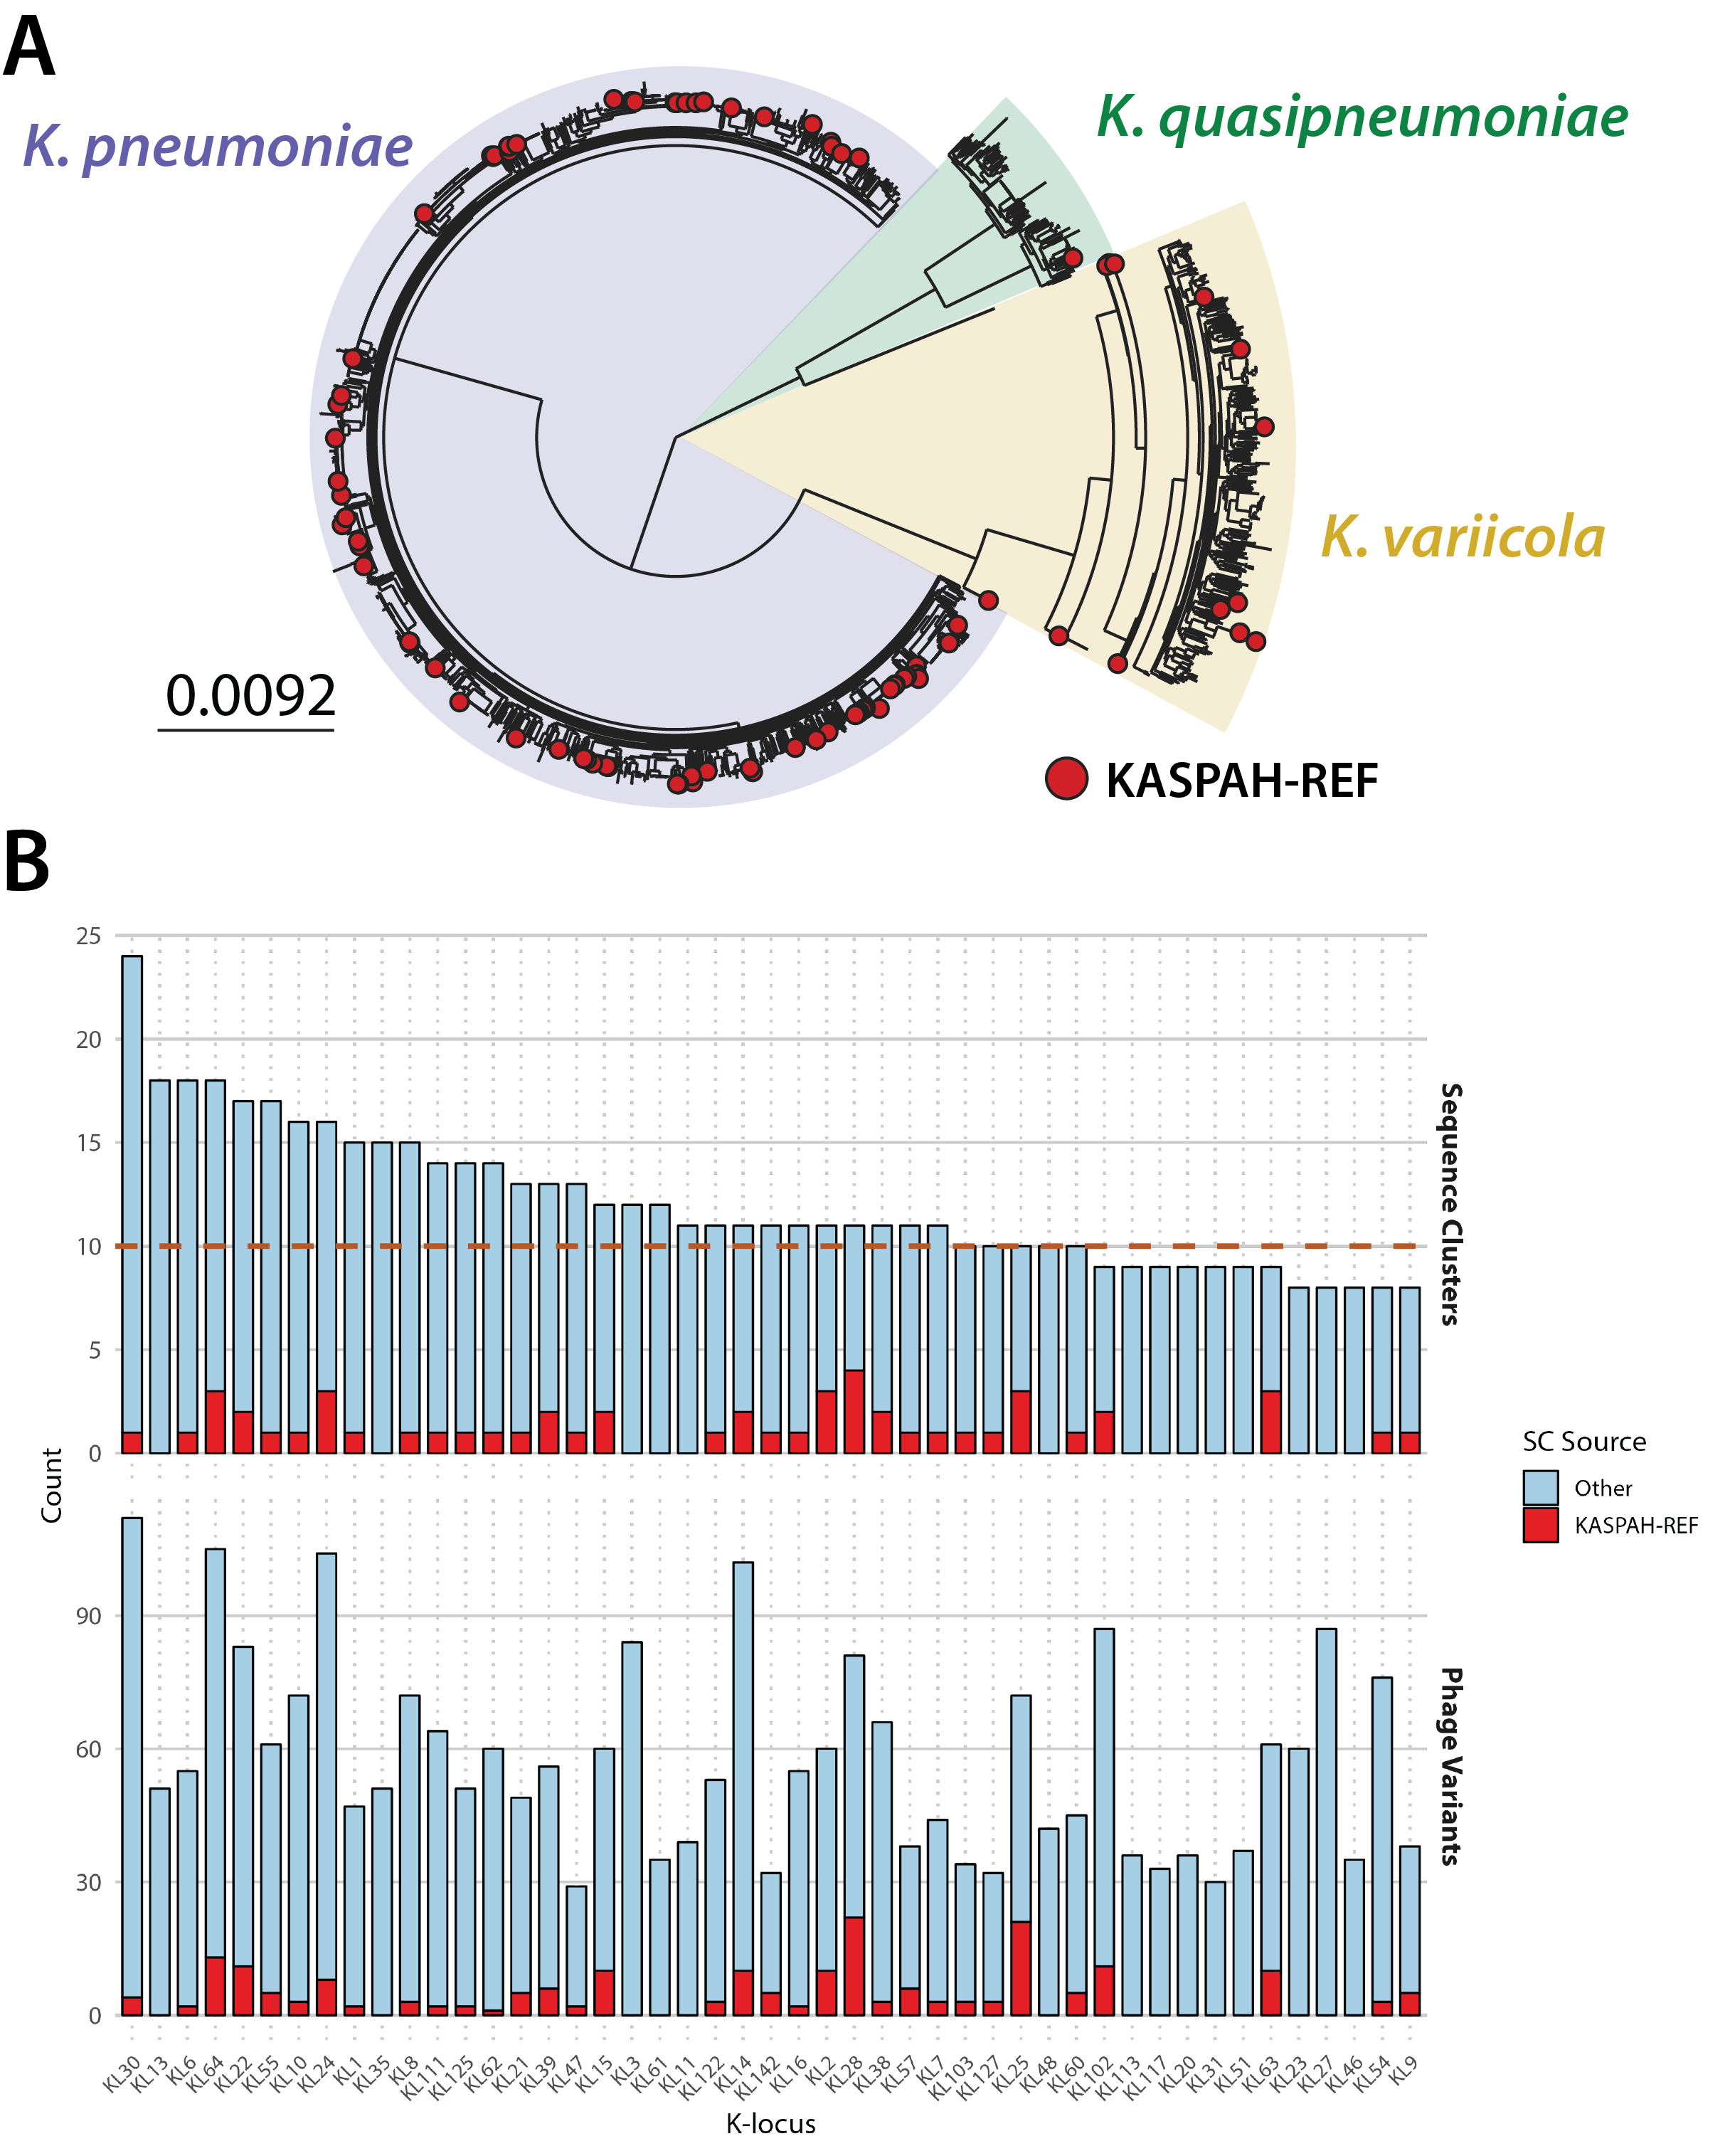 A
K. pneumoniae
K. quasipneumoniae
K. variicola
0.0092
KASPAH-REF
B
25
20
15
10
5
0
Sequence Clusters
Count
90
60
30
0
Phage Variants
SC Source
Other
KASPAH-REF
KL30 KL13 KL6 KL64 KL22 KL55 KL10 KL24 KL1 KL35 KL8 KL111 KL125 KL62 KL21 KL39 KL47 KL15 KL3 KL61 KL11 KL122 KL14 KL142 KL16 KL2 KL28 KL38 KL57 KL7 KL103 KL127 KL25 KL48 KL60 KL102 KL113 KL117 KL20 KL31 KL51 KL63 KL23 KL27 KL46 KL54 KL9
K-locus